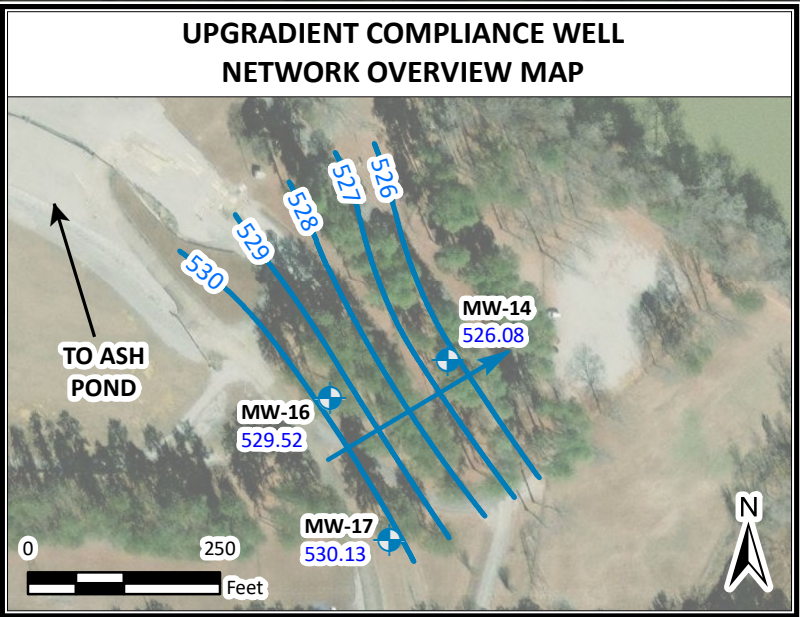 UPGRADIENT COMPLIANCE WELL
NETWORK OVERVIEW MAP
526
527
528
529
530
MW-14
526.08
TO ASH
POND
MW-16
529.52
MW-17
530.13
N
0 250
Feet